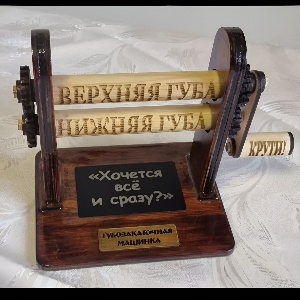 ВЕРХНЯЯ ГУБА
НИЖНЯЯ ГУБА
КРУТИ!
«Хочется
всё
и сразу?»
ГУБОЗАКАТОЧНАЯ
МАШИНКА